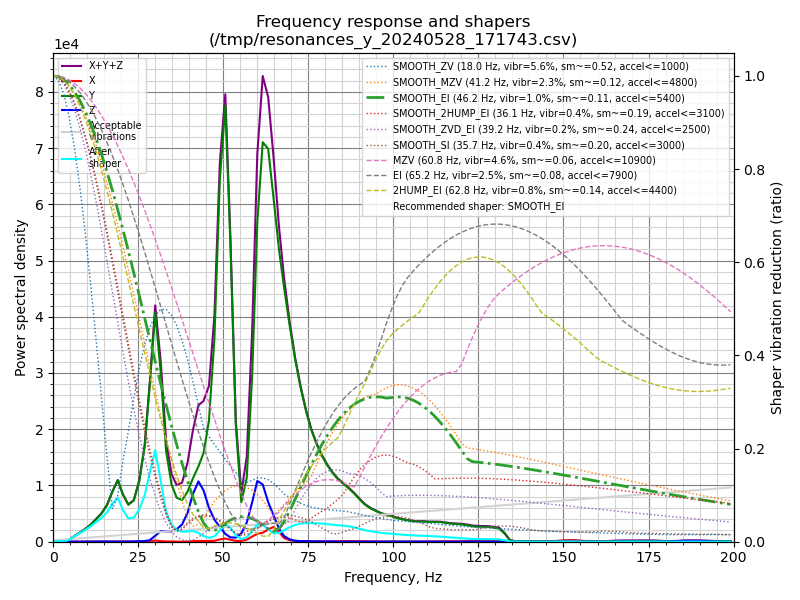 Frequency response and shapers
(/tmp/resonances_y_20240528_171743.csv)
1e4
X+Y+Z
X
Y
Z
Acceptable
vibrations
After
shaper
SMOOTH_ZV (18.0 Hz, vibr=5.6%, sm~=0.52, accel<=1000)
SMOOTH_MZV (41.2 Hz, vibr=2.3%, sm~=0.12, accel<=4800)
SMOOTH_EI (46.2 Hz, vibr=1.0%, sm~=0.11, accel<=5400)
SMOOTH_2HUMP_EI (36.1 Hz, vibr=0.4%, sm~=0.19, accel<=3100)
SMOOTH_ZVD_EI (39.2 Hz, vibr=0.2%, sm~=0.24, accel<=2500)
SMOOTH_SI (35.7 Hz, vibr=0.4%, sm~=0.20, accel<=3000)
MZV (60.8 Hz, vibr=4.6%, sm~=0.06, accel<=10900)
EI (65.2 Hz, vibr=2.5%, sm~=0.08, accel<=7900)
2HUMP_EI (62.8 Hz, vibr=0.8%, sm~=0.14, accel<=4400)
Recommended shaper: SMOOTH_EI
Power spectral density
8
7
6
5
4
3
2
1
0
1.0
0.8
0.6
0.4
0.2
0.0
Shaper vibration reduction (ratio)
0 25 50 75 100 125 150 175 200
Frequency, Hz